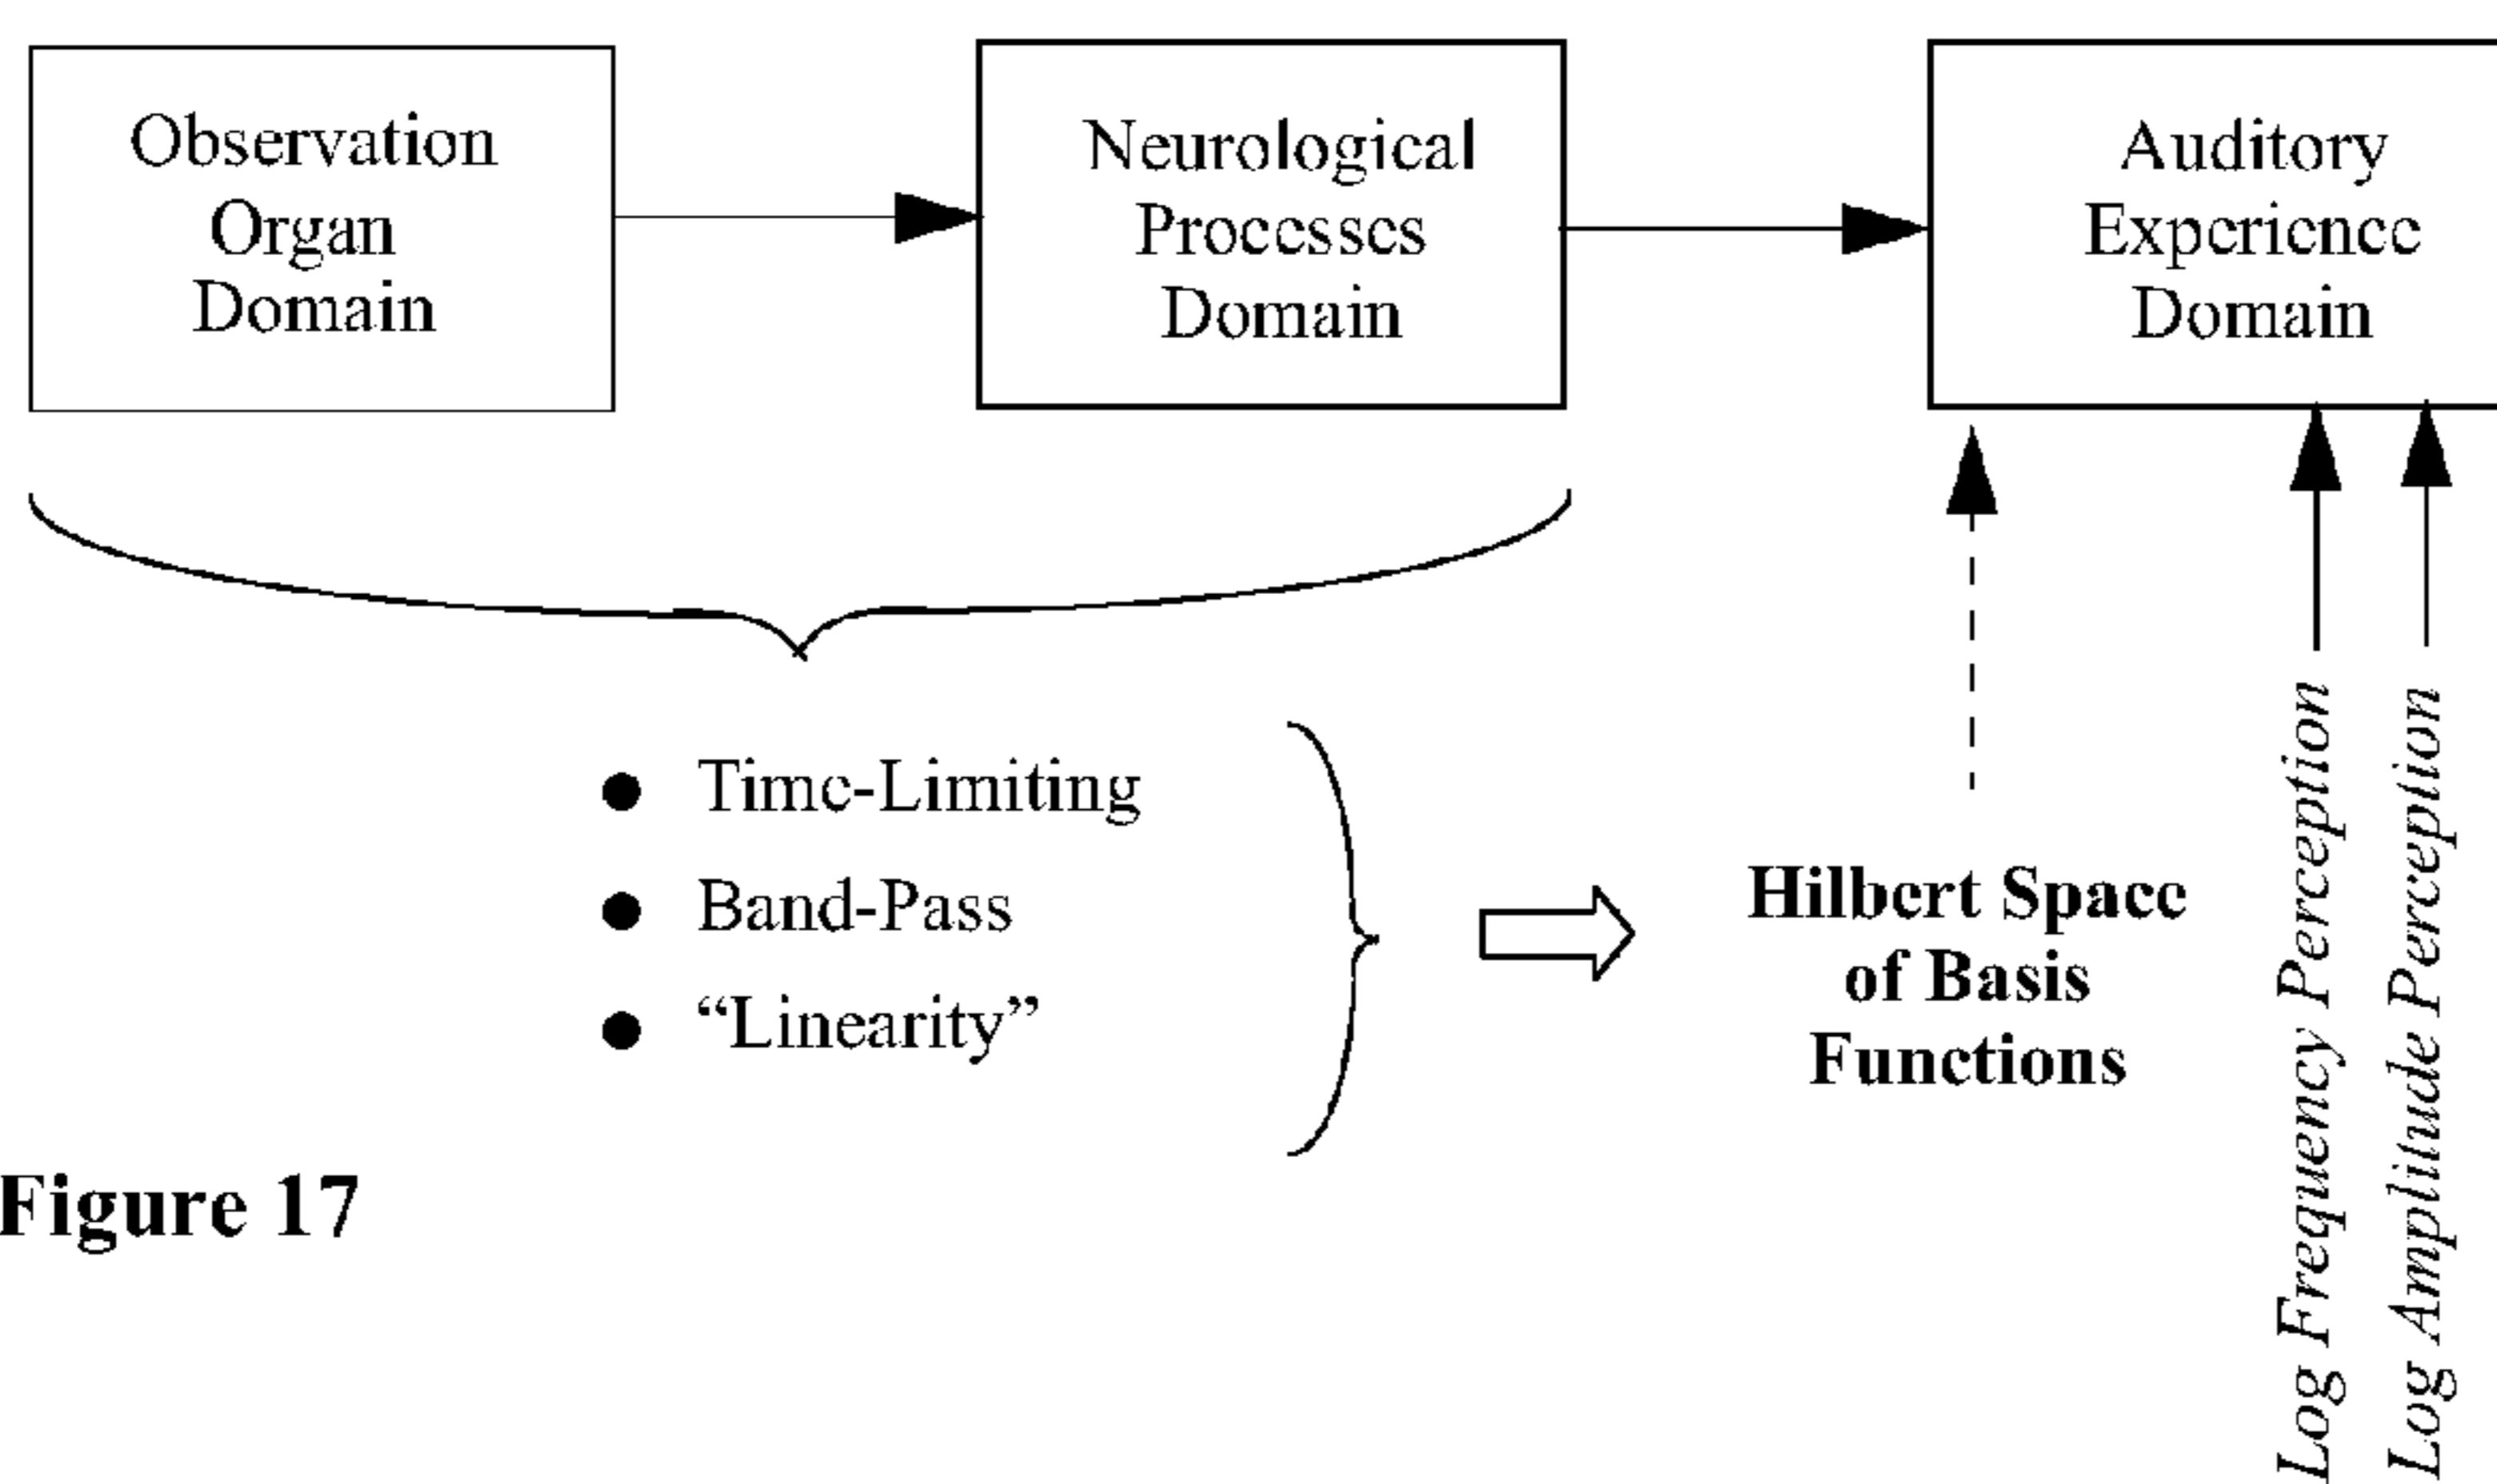 Observation
Organ
Domain
Neurological
Processes
Domain
Auditory
Experience
Domain
Time-Limiting
Band-Pass
“Linearity”
Hilbert Space
of Basis
Functions
Log Frequency Perception
Log Amplitude Perception
Figure 17